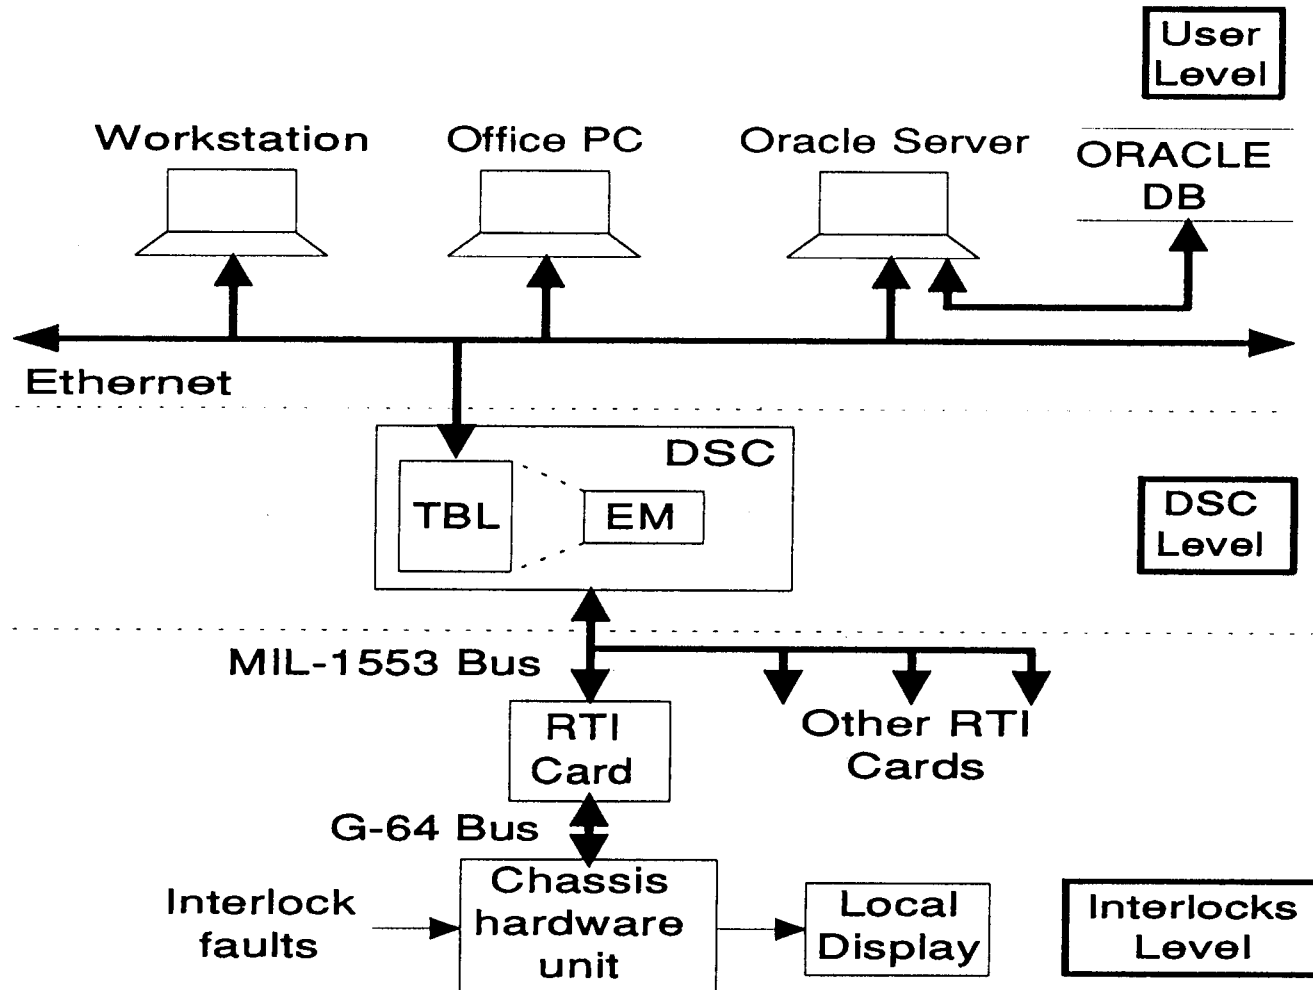 User
Level
Workstation
Office PC
Oracle Server
ORACLE
DB
Ethernet
DSC
TBL
EM
DSC
Level
MIL-1553 Bus
RTI
Card
Other RTI
Cards
G-64 Bus
Interlock
faults
Chassis
hardware
unit
Local
Display
Interlocks
Level